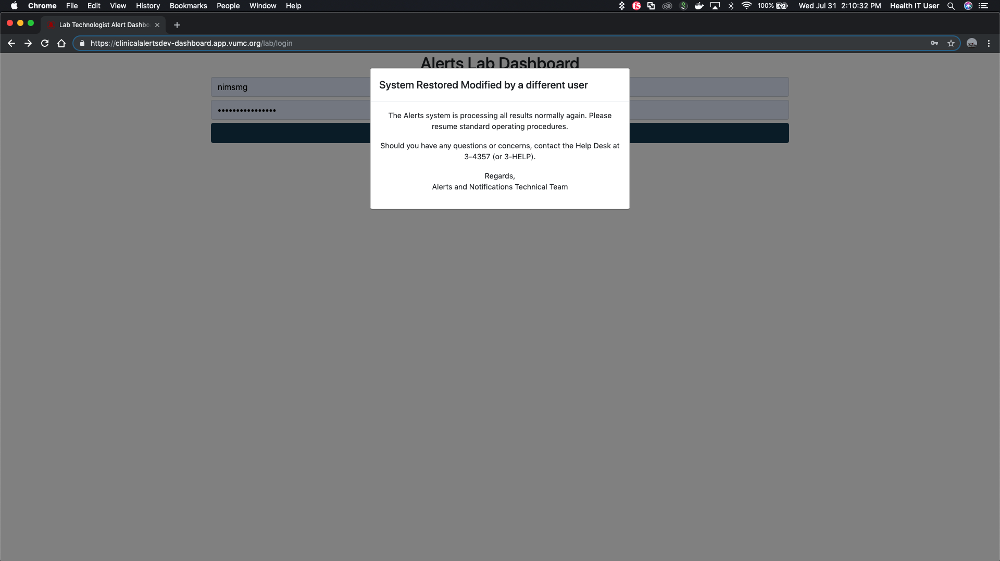 Chrome File Edit View History Bookmarks People Window Help 100% Wed Jul 31 2:10:32 PM Health IT User
Lab Technologist Alert Dashbo
https://clinicalalertsdev-dashboard.app.vumc.org/lab/login
Alerts Lab Dashboard
nimsmg
System Restored Modified by a different user
The Alerts system is processing all results normally again. Please
resume standard operating procedures.
Should you have any questions or concerns, contact the Help Desk at
3-4357 (or 3-HELP).
Regards,
Alerts and Notifications Technical Team